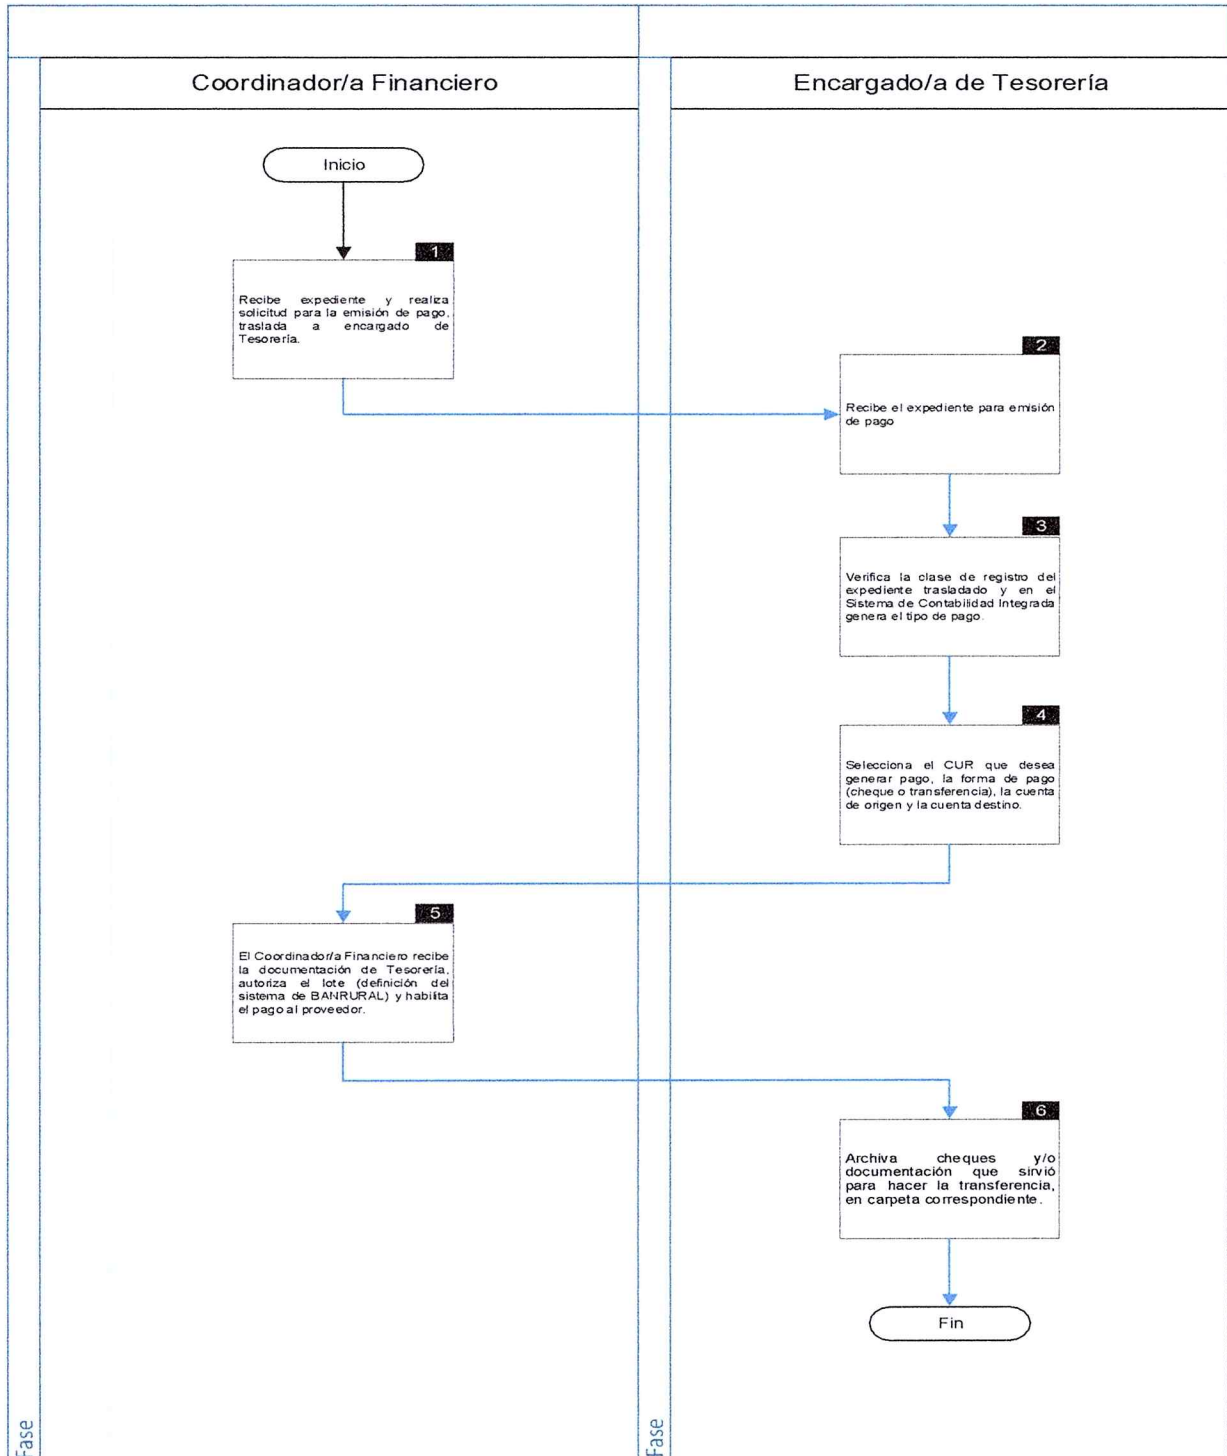 Coordinador/a Financiero
Encargado/a de Tesorería
Inicio
1
Recibe expediente y realiza
solicitud para la emisión de pago,
traslada a encargado de
Tesorería.
2
Recibe el expediente para emisión
de pago
3
Verifica la clase de registro del
expediente trasladado y en el
Sistema de Contabilidad Integrada
genera el tipo de pago.
4
Selecciona el CUR que desea
generar pago, la forma de pago
(cheque o transferencia), la cuenta
de origen y la cuenta destino.
5
El Coordinador/a Financiero recibe
la documentación de Tesorería,
autoriza el lote (definición del
sistema de BANRURAL) y habilita
el pago al proveedor.
6
Archiva cheques y/o
documentación que sirvió
para hacer la transferencia,
en carpeta correspondiente.
Fin
Fase
Fase